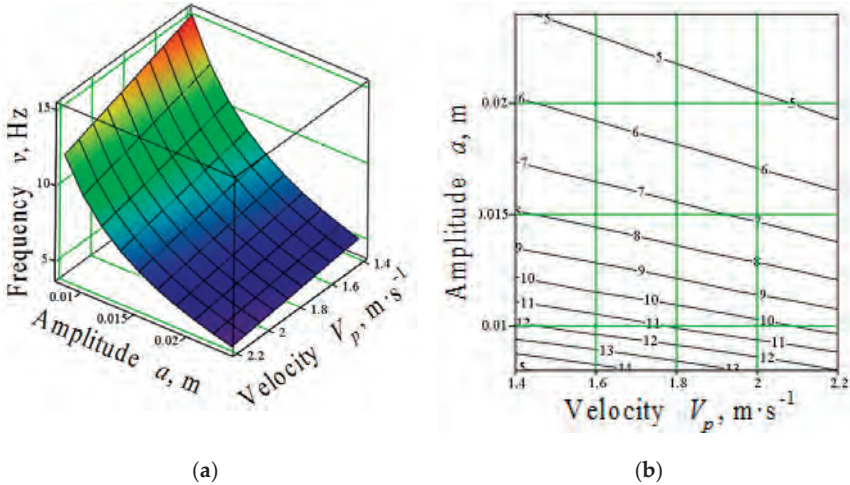 15
10
5
Frequency ν, Hz
0.01
0.015
0.02
Amplitude a, m
2.2
2
1.8
1.6
1.4
Velocity Vₚ, m·s⁻¹
(a)
Amplitude a, m
0.02
0.015
0.01
5 5 5
6 6 6
7 7 7
8 8
9 9 9
10 10 10
11 11 11
12 12 12
13
1.4 1.6 1.8 2 2.2
Velocity Vₚ, m·s⁻¹
(b)